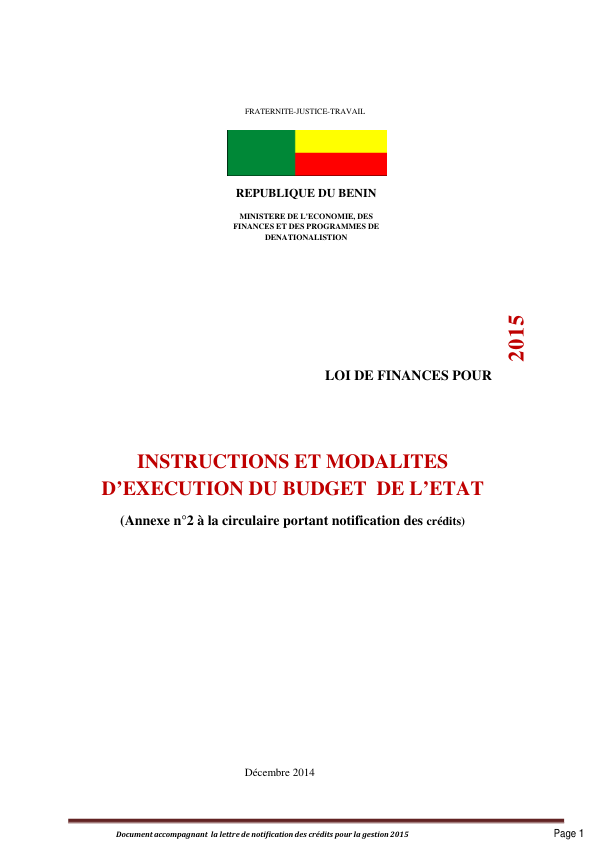 FRATERNITE-JUSTICE-TRAVAIL
REPUBLIQUE DU BENIN
MINISTERE DE L'ECONOMIE, DES
FINANCES ET DES PROGRAMMES DE
DENATIONALISTION
2015
LOI DE FINANCES POUR
INSTRUCTIONS ET MODALITES
D'EXECUTION DU BUDGET DE L'ETAT
(Annexe n°2 à la circulaire portant notification des crédits)
Décembre 2014
Document accompagnant la lettre de notification des crédits pour la gestion 2015
Page 1